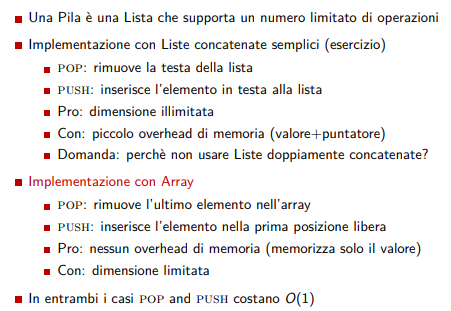 Una Pila è una Lista che supporta un numero limitato di operazioni
Implementazione con Liste concatenate semplici (esercizio)
POP: rimuove la testa della lista
PUSH: inserisce l'elemento in testa alla lista
Pro: dimensione illimitata
Con: piccolo overhead di memoria (valore+puntatore)
Domanda: perchè non usare Liste doppiamente concatenate?
Implementazione con Array
POP: rimuove l'ultimo elemento nell'array
PUSH: inserisce l'elemento nella prima posizione libera
Pro: nessun overhead di memoria (memorizza solo il valore)
Con: dimensione limitata
In entrambi i casi POP and PUSH costano O(1)